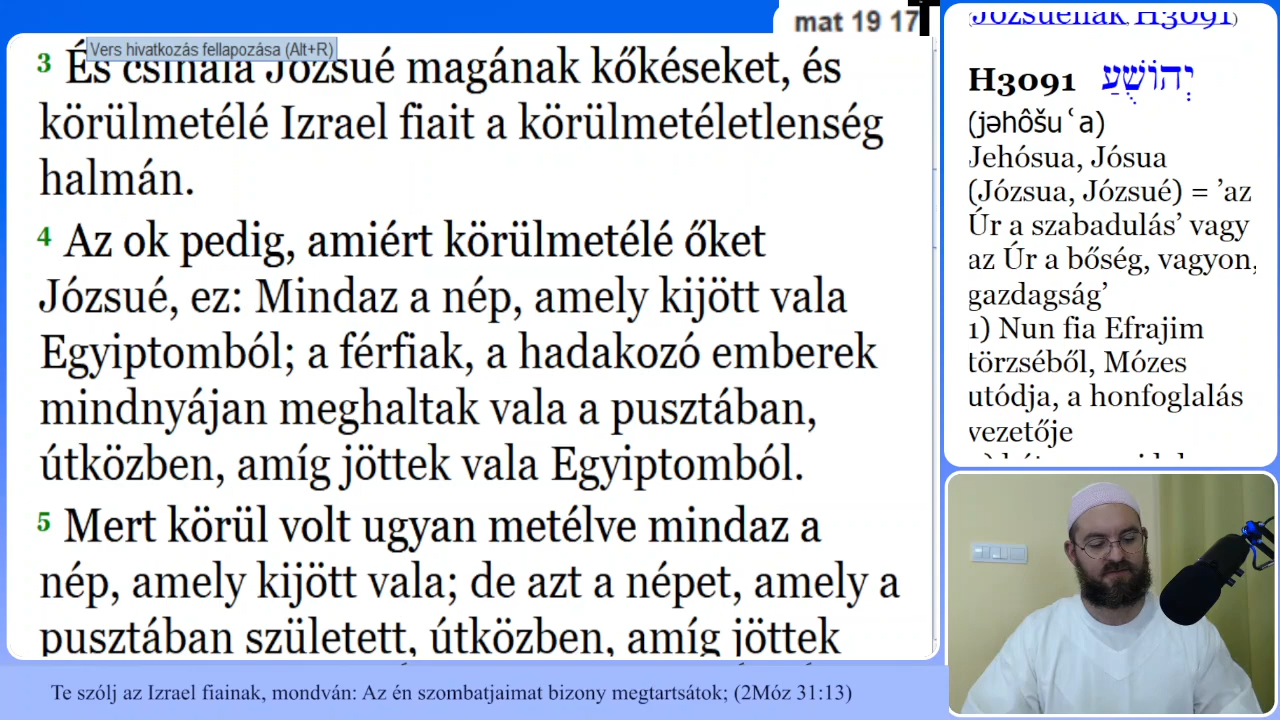 mat 19 17
Vers hivatkozás fellapozása (Alt+R)
3 És csinála Józsué magának kőkéseket, és
körülmetélé Izrael fiait a körülmetéletlenség
halmán.
4 Az ok pedig, amiért körülmetélé őket
Józsué, ez: Mindaz a nép, amely kijött vala
Egyiptomból; a férfiak, a hadakozó emberek
mindnyájan meghaltak vala a pusztában,
útközben, amíg jöttek vala Egyiptomból.
5 Mert körül volt ugyan metélve mindaz a
nép, amely kijött vala; de azt a népet, amely a
pusztában született, útközben, amíg jöttek
(Józsuénak, H3091)
H3091 יְהוֹשֻׁעַ
(jəhôšuʿa)
Jehósua, Jósua
(Józsua, Józsué) = ’az
Úr a szabadulás’ vagy
az Úr a bőség, vagyon,
gazdagság’
1) Nun fia Efrajim
törzséből, Mózes
utódja, a honfoglalás
vezetője
Te szólj az Izrael fiainak, mondván: Az én szombatjaimat bizony megtartsátok; (2Móz 31:13)